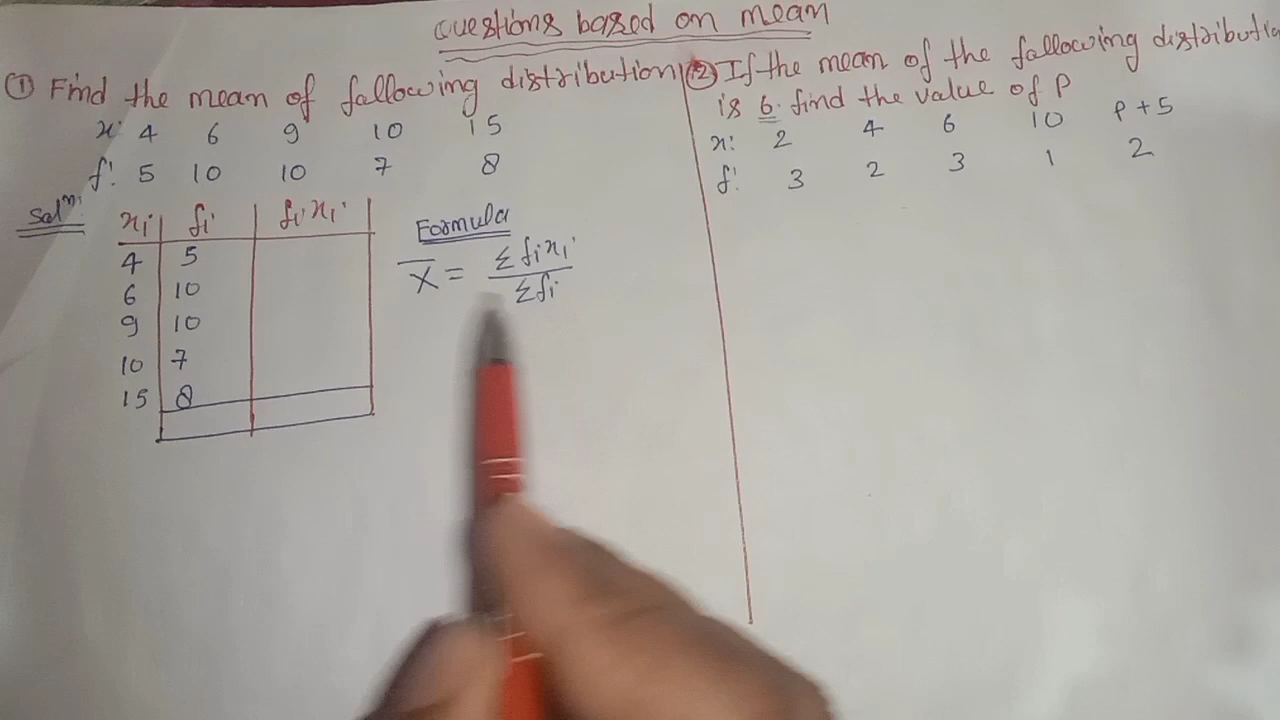 Questions based on mean
① Find the mean of fallowing distribution
x: 4 6 9 10 15
f: 5 10 10 7 8
Solⁿ:
xi fi fixi
4 5
6 10
9 10
10 7
15 8
Formula
X̄ = Σfixi / Σfi
② If the mean of the fallowing distributio
is 6. find the value of P
x: 2 4 6 10 P+5
f: 3 2 3 1 2